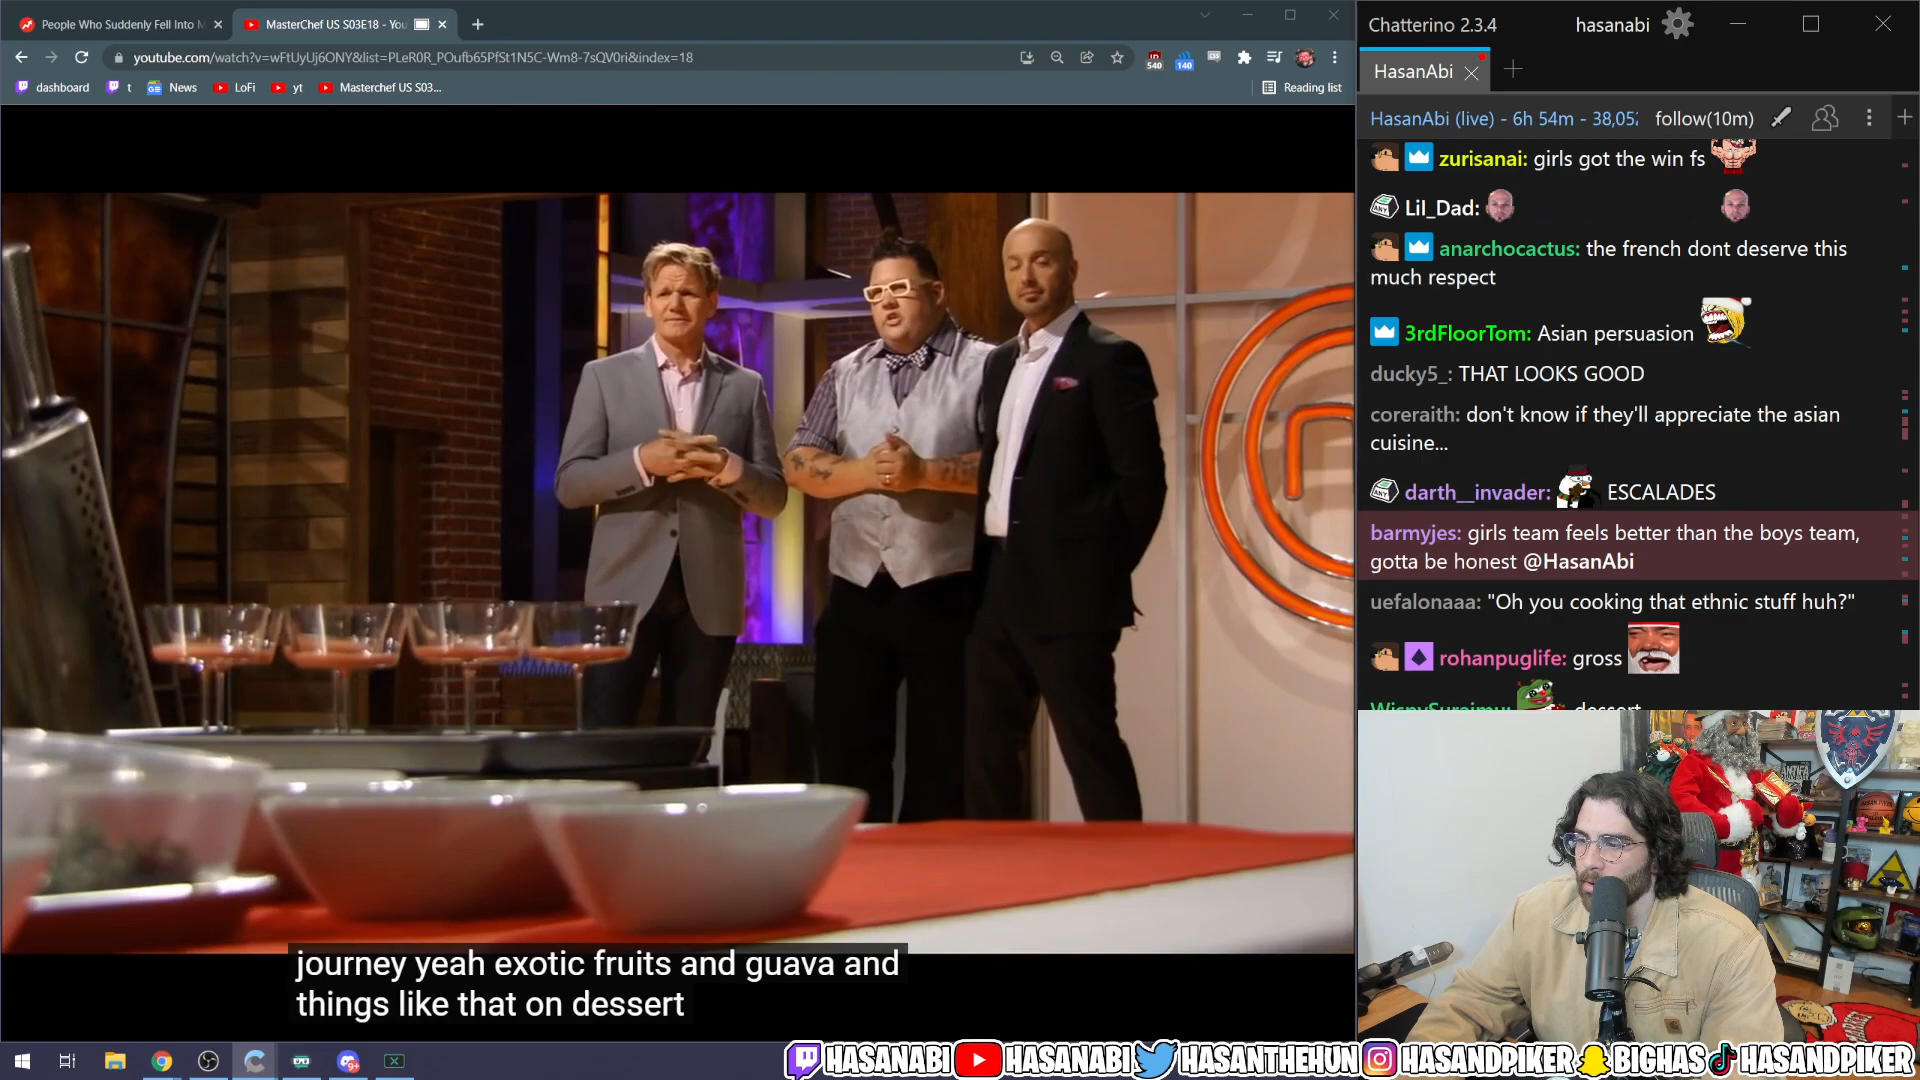 People Who Suddenly Fell Into M
MasterChef US S03E18 - You
youtube.com/watch?v=wFtUyUj6ONY&list=PLeR0R_POufb65PfSt1N5C-Wm8-7sQV0ri&index=18
540
140
dashboard
t
News
LoFi
yt
Masterchef US S03...
Reading list
journey yeah exotic fruits and guava and
things like that on dessert
Chatterino 2.3.4
hasanabi
HasanAbi
HasanAbi (live) - 6h 54m - 38,052
follow(10m)
zurisanai: girls got the win fs
Lil_Dad:
anarchocactus: the french dont deserve this
much respect
3rdFloorTom: Asian persuasion
ducky5_: THAT LOOKS GOOD
coreraith: don't know if they'll appreciate the asian
cuisine...
darth__invader: ESCALADES
barmyjes: girls team feels better than the boys team,
gotta be honest @HasanAbi
uefalonaaa: "Oh you cooking that ethnic stuff huh?"
rohanpuglife: gross
dessert
HASANABI
HASANABI
HASANTHEHUN
HASANDPIKER
BIGHAS
HASANDPIKER